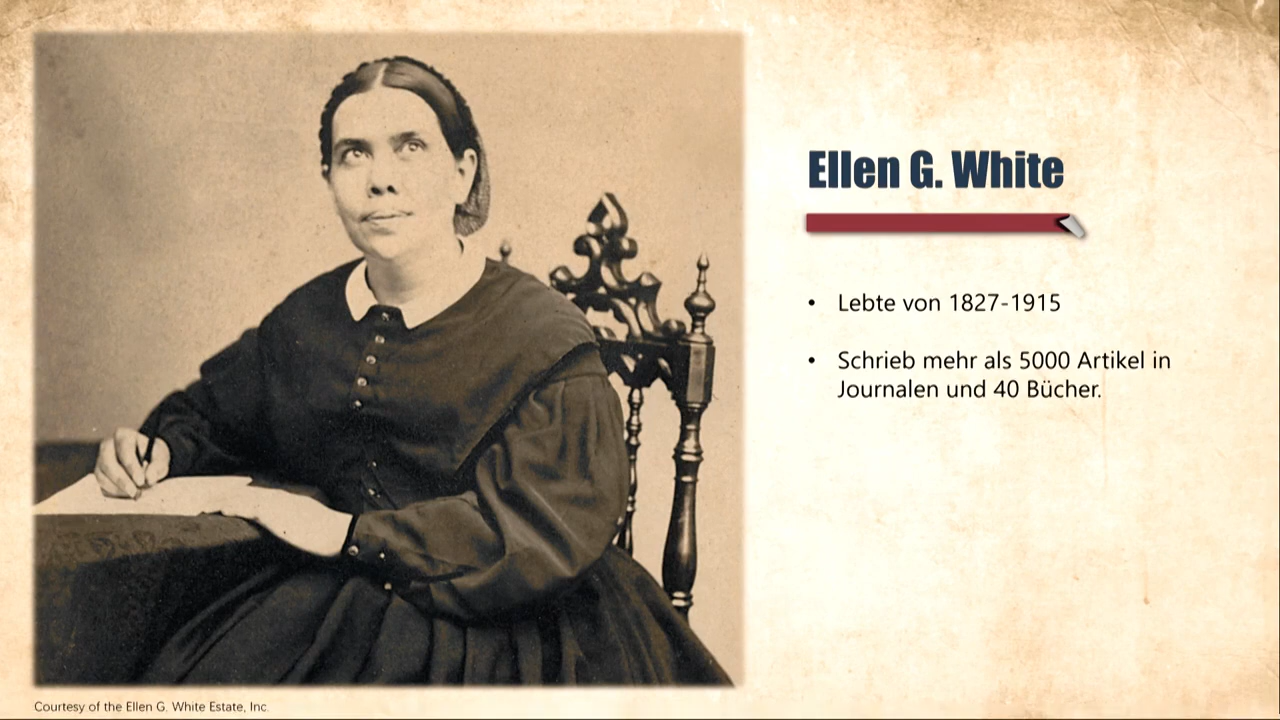 Ellen G. White
• Lebte von 1827-1915
• Schrieb mehr als 5000 Artikel in
Journalen und 40 Bücher.
Courtesy of the Ellen G. White Estate, Inc.